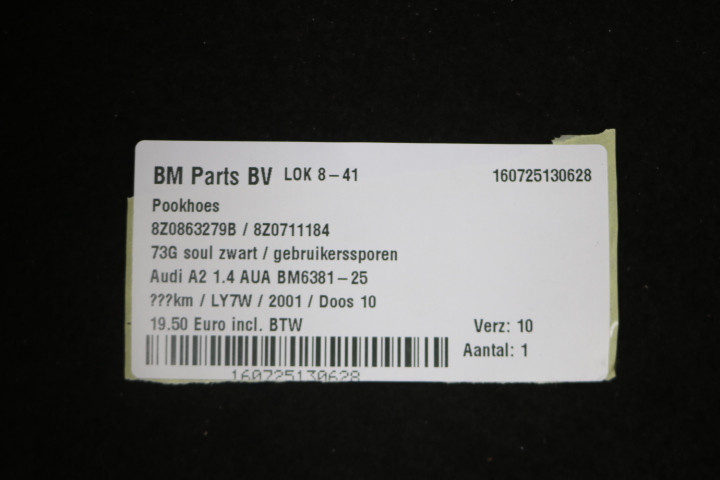 BM Parts BV LOK 8-41 160725130628
Pookhoes
8Z0863279B / 8Z0711184
73G soul zwart / gebruikerssporen
Audi A2 1.4 AUA BM6381-25
???km / LY7W / 2001 / Doos 10
19.50 Euro incl. BTW Verz: 10
Aantal: 1
160725130628